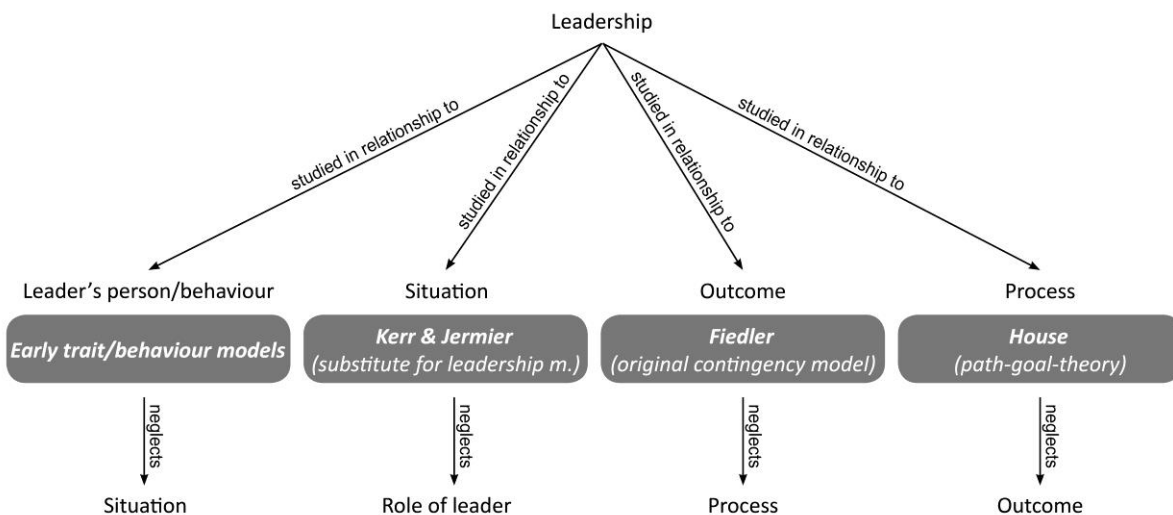 Leadership
studied in relationship to
studied in relationship to
studied in relationship to
studied in relationship to
Leader's person/behaviour
Situation
Outcome
Process
Early trait/behaviour models
Kerr & Jermier
(substitute for leadership m.)
Fiedler
(original contingency model)
House
(path-goal-theory)
neglects
neglects
neglects
neglects
Situation
Role of leader
Process
Outcome